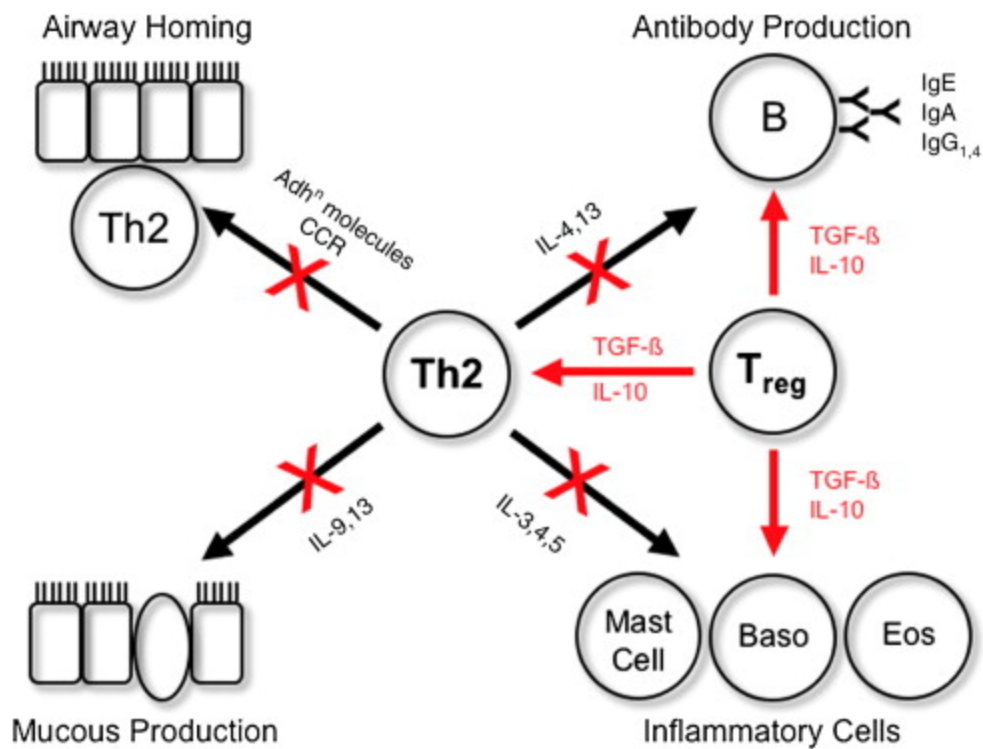 Airway Homing
Antibody Production
B
IgE
IgA
IgG1,4
Th2
Adhⁿ molecules
CCR
IL-4,13
TGF-ß
IL-10
Th2
TGF-ß
IL-10
Treg
IL-9,13
IL-3,4,5
TGF-ß
IL-10
Mast
Cell
Baso
Eos
Mucous Production
Inflammatory Cells